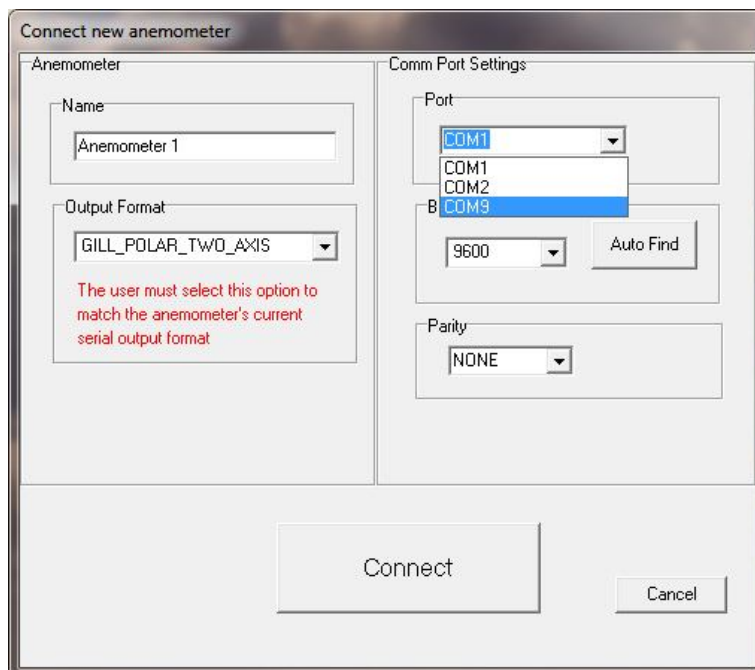 Connect new anemometer
Anemometer
Name
Anemometer 1
Output Format
GILL_POLAR_TWO_AXIS
The user must select this option to
match the anemometer's current
serial output format
Comm Port Settings
Port
COM1
COM1
COM2
COM9
B
9600
Auto Find
Parity
NONE
Connect
Cancel